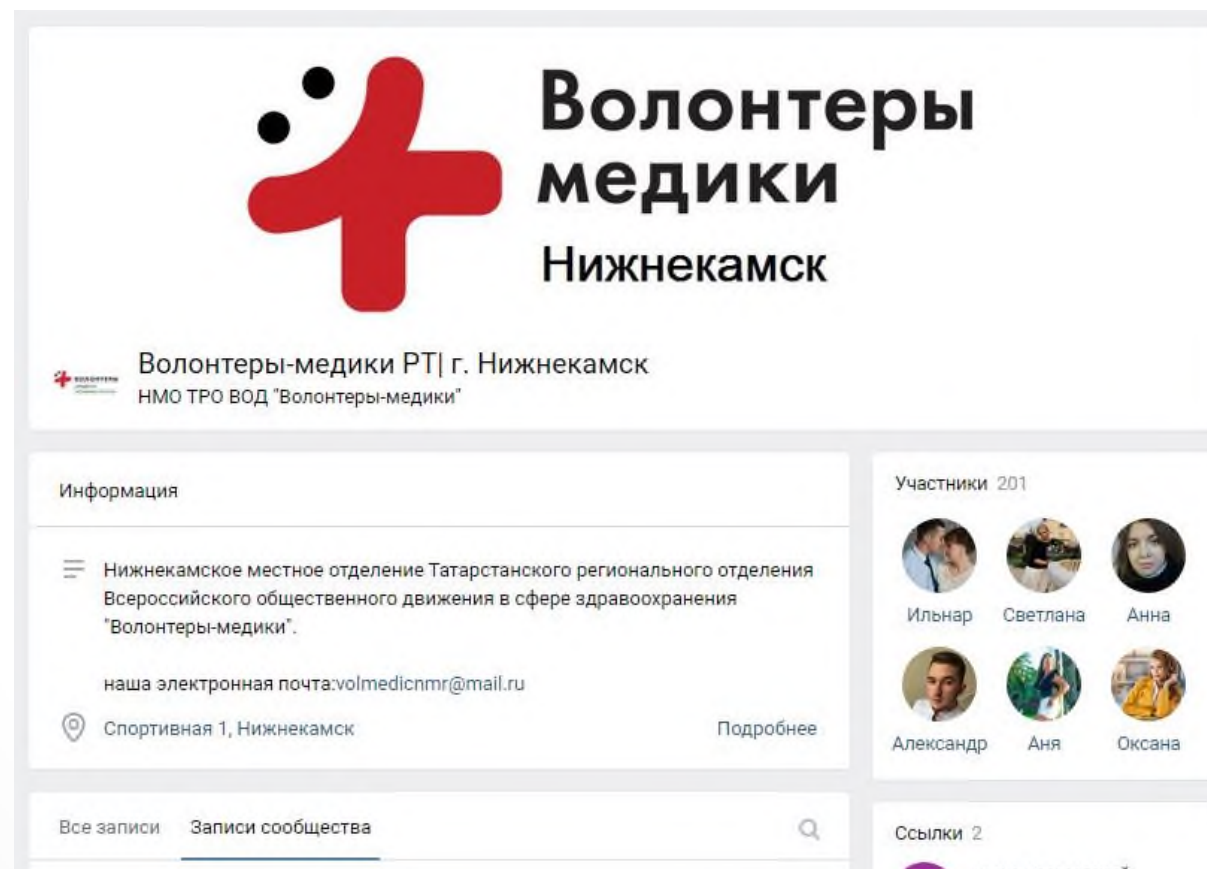 Волонтеры
медики
Нижнекамск
Волонтеры-медики РТ| г. Нижнекамск
НМО ТРО ВОД "Волонтеры-медики"
Информация
Нижнекамское местное отделение Татарстанского регионального отделения
Всероссийского общественного движения в сфере здравоохранения
"Волонтеры-медики".
наша электронная почта:volmedicnmr@mail.ru
Спортивная 1, Нижнекамск
Подробнее
Все записи Записи сообщества
Участники 201
Ильнар Светлана Анна
Александр Аня Оксана
Ссылки 2